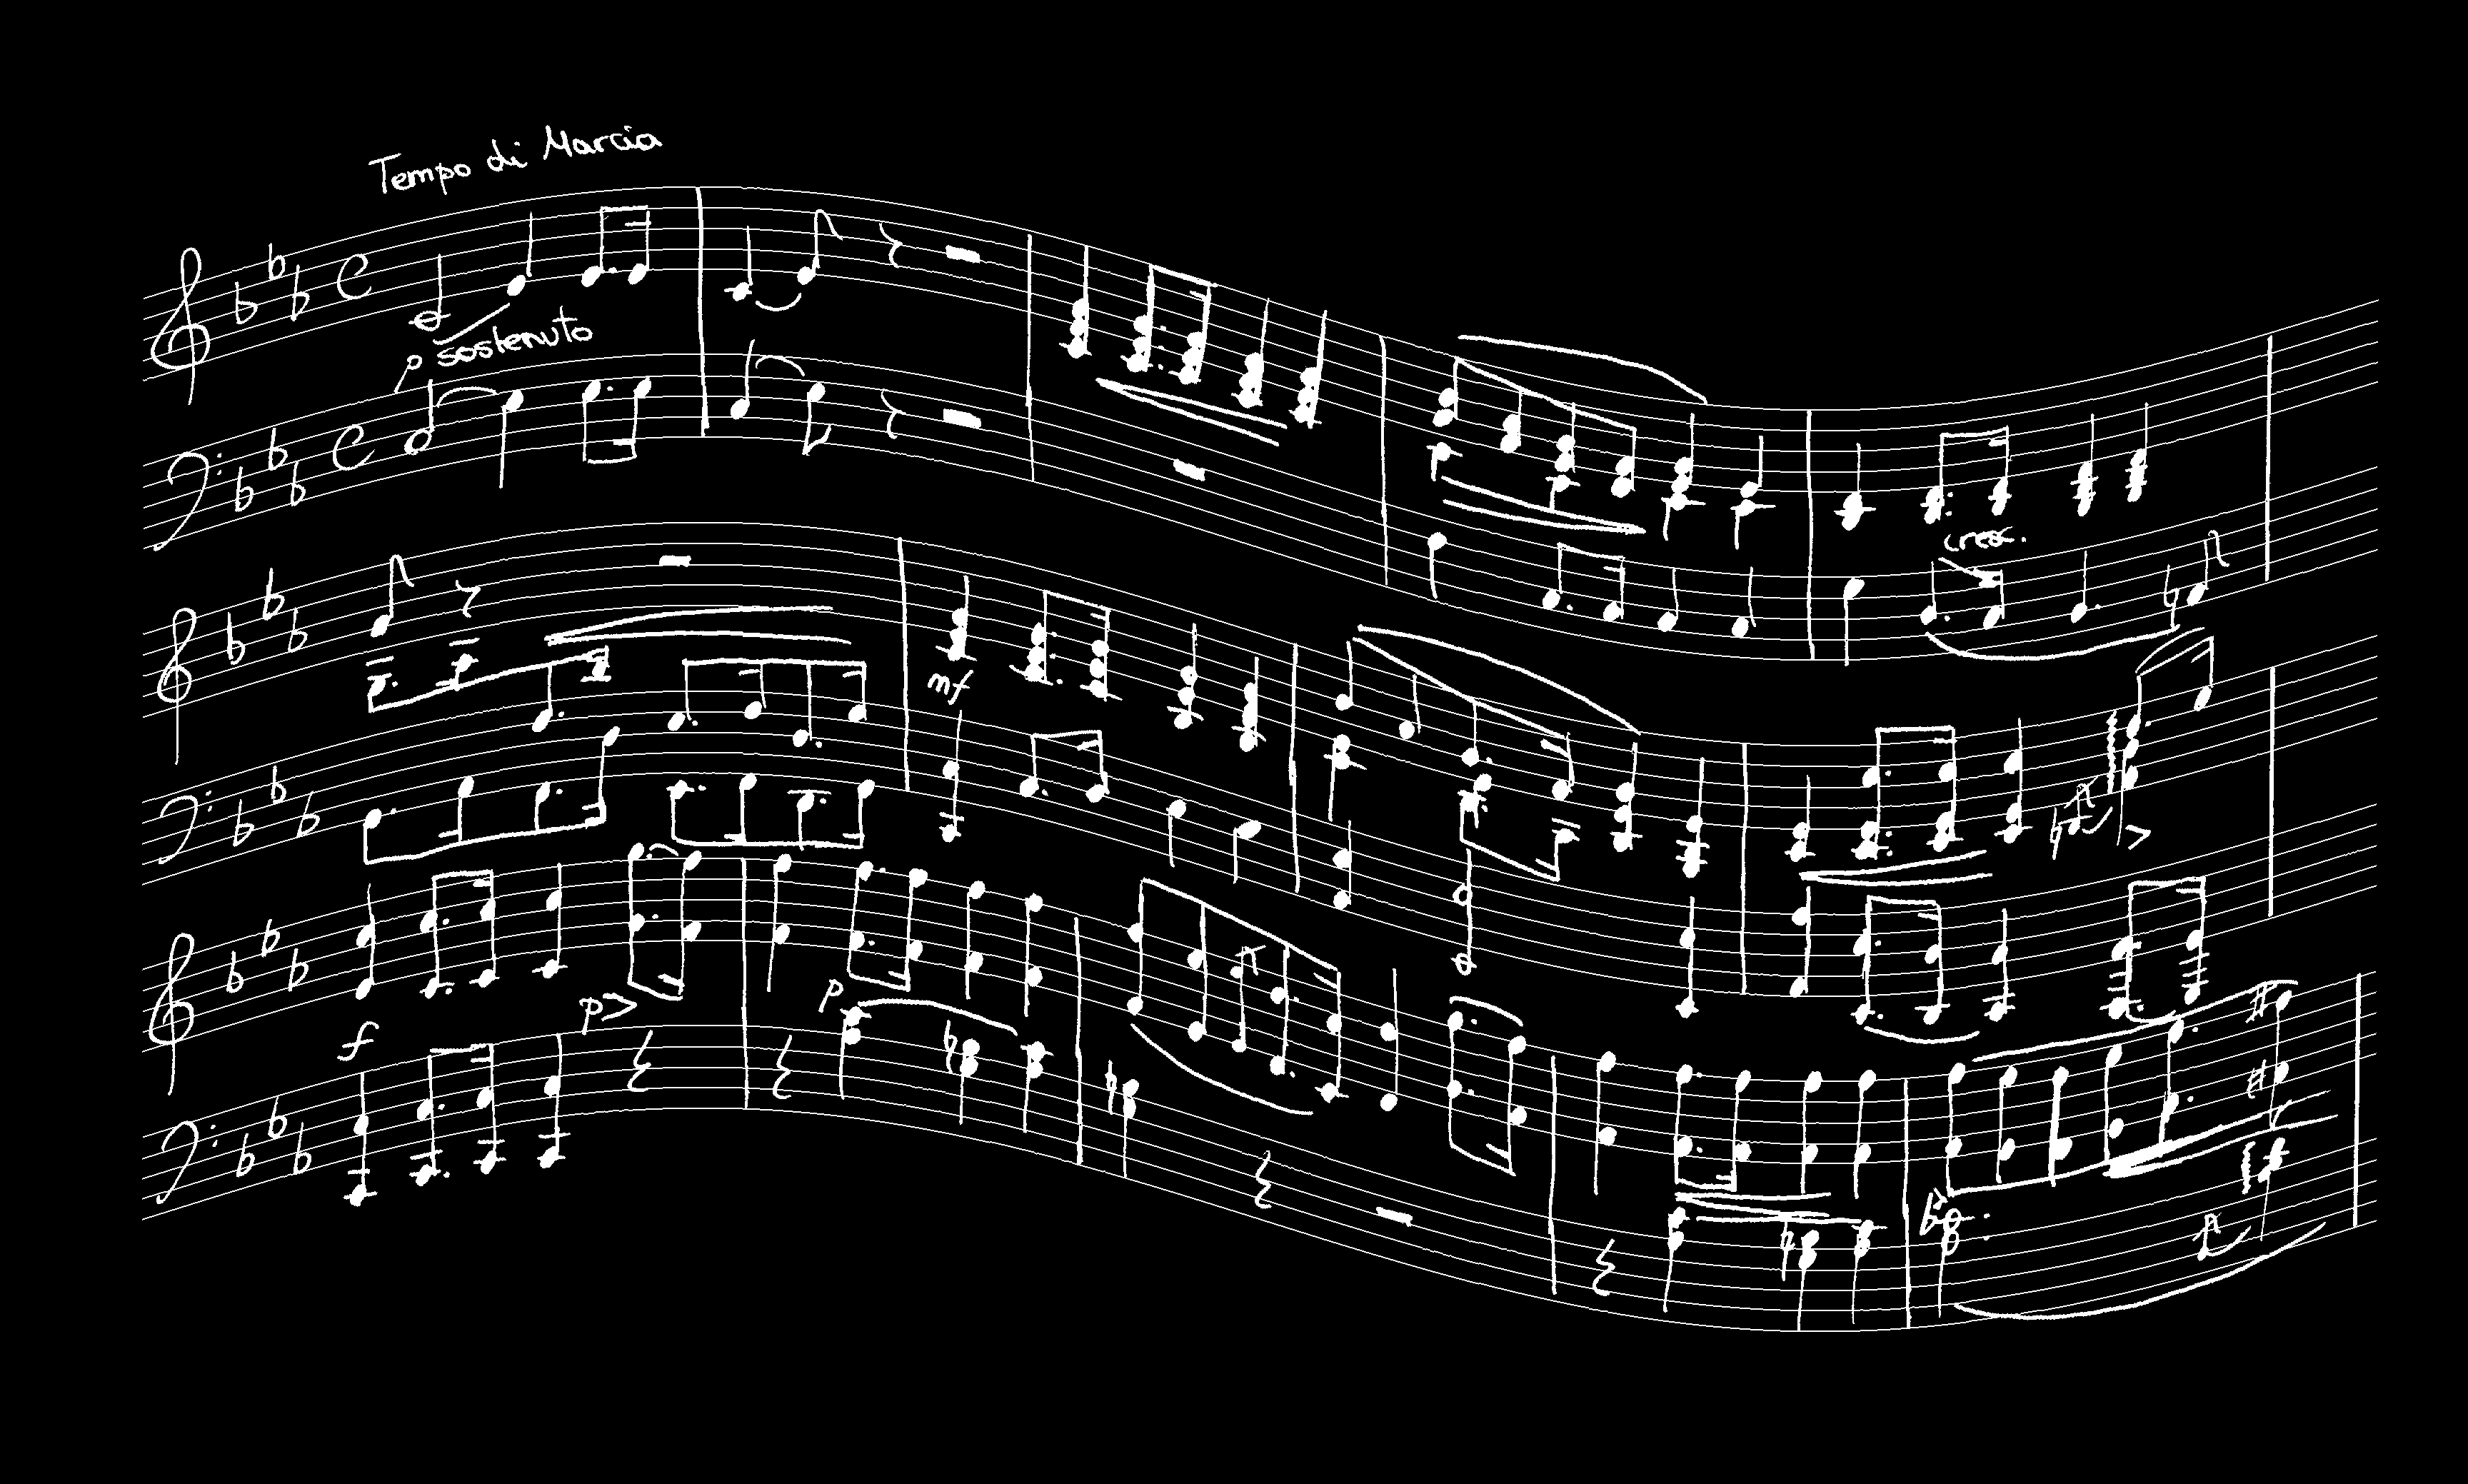 Tempo di Marcia
p sostenuto
cresc.
mf
f
p
p